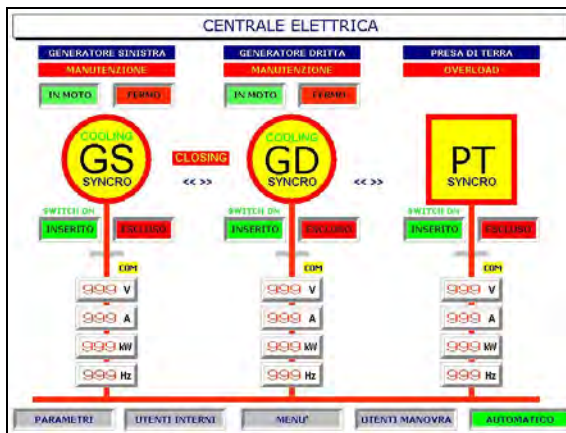 CENTRALE ELETTRICA
GENERATORE SINISTRA GENERATORE DRITTA PRESA DI TERRA
MANUTENZIONE MANUTENZIONE OVERLOAD
IN MOTO FERMO IN MOTO FERMO
COOLING COOLING
GS CLOSING GD PT
SYNCRO << >> SYNCRO << >> SYNCRO
SWITCH ON SWITCH ON SWITCH ON
INSERITO ESCLUSO INSERITO ESCLUSO INSERITO ESCLUSO
COM COM COM
999 V 999 V 999 V
999 A 999 A 999 A
999 kW 999 kW 999 kW
999 Hz 999 Hz 999 Hz
PARAMETRI UTENTI INTERNI MENU' UTENTI MANOVRA AUTOMATICO